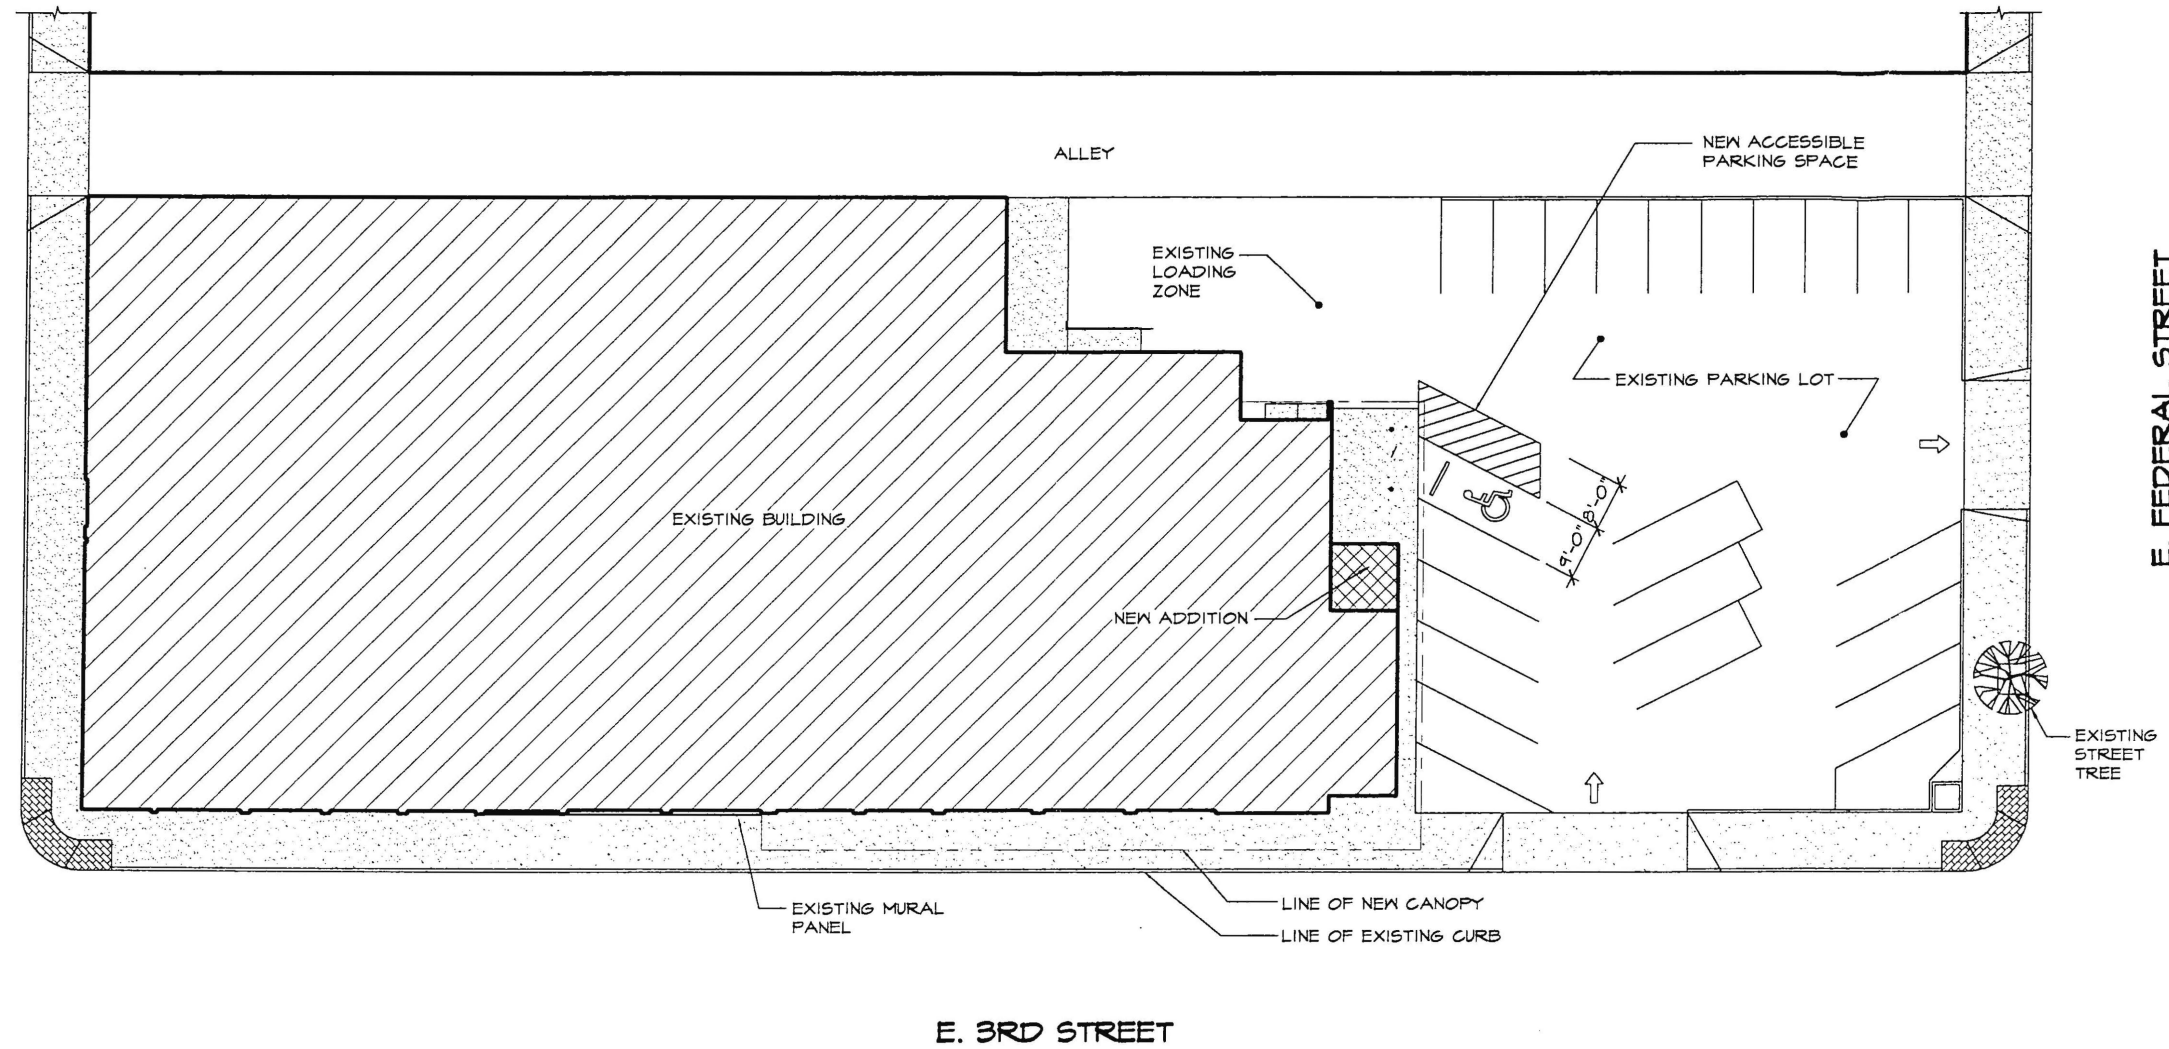 ALLEY
NEW ACCESSIBLE
PARKING SPACE
EXISTING
LOADING
ZONE
EXISTING PARKING LOT
E. FEDERAL STREET
8'-0"
9'-0"
EXISTING BUILDING
NEW ADDITION
EXISTING
STREET
TREE
EXISTING MURAL
PANEL
LINE OF NEW CANOPY
LINE OF EXISTING CURB
E. 3RD STREET